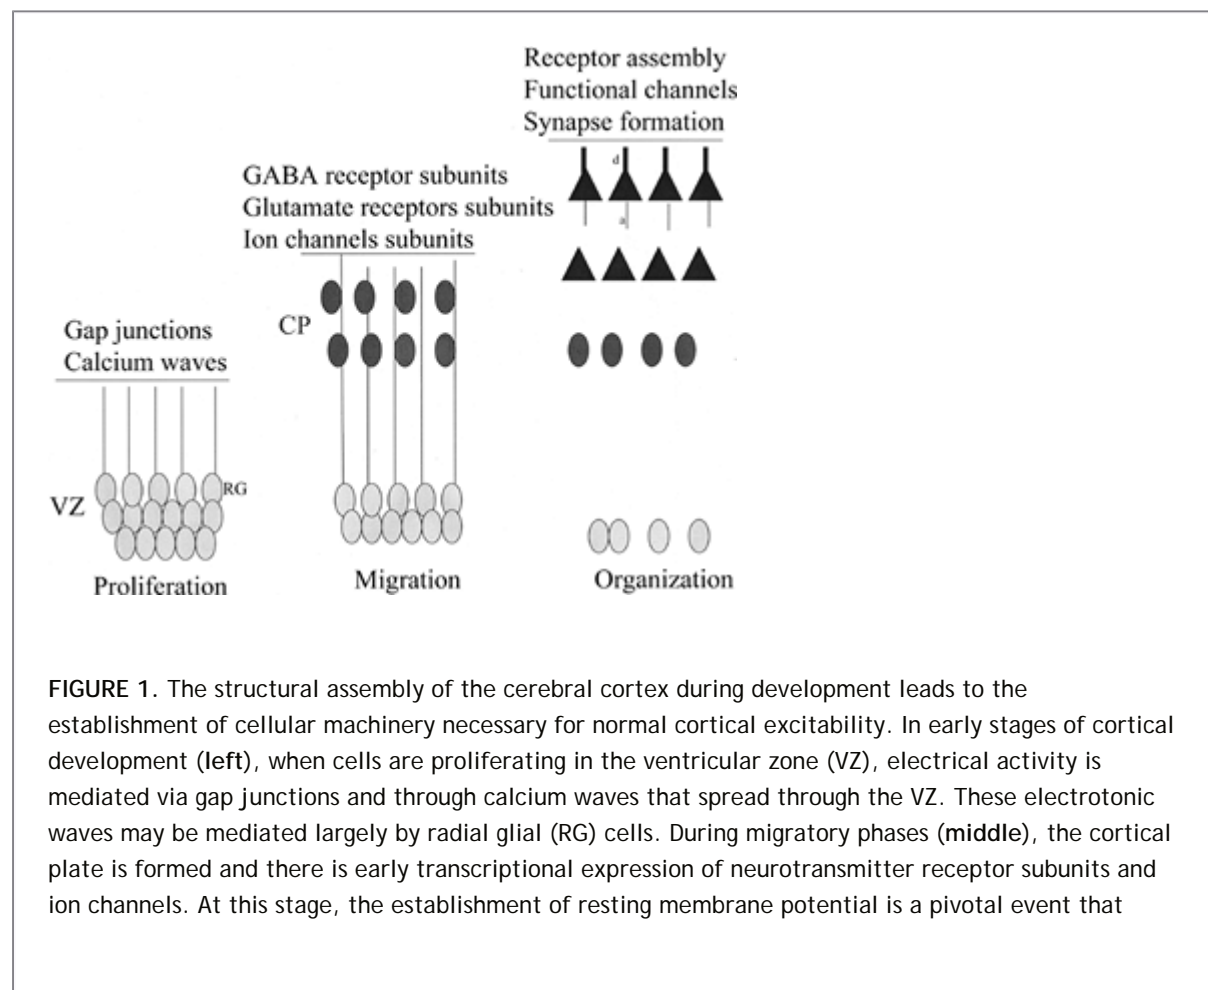 Receptor assembly
Functional channels
Synapse formation
d
a
GABA receptor subunits
Glutamate receptors subunits
Ion channels subunits
CP
Gap junctions
Calcium waves
RG
VZ
Proliferation
Migration
Organization
FIGURE 1. The structural assembly of the cerebral cortex during development leads to the
establishment of cellular machinery necessary for normal cortical excitability. In early stages of cortical
development (left), when cells are proliferating in the ventricular zone (VZ), electrical activity is
mediated via gap junctions and through calcium waves that spread through the VZ. These electrotonic
waves may be mediated largely by radial glial (RG) cells. During migratory phases (middle), the cortical
plate is formed and there is early transcriptional expression of neurotransmitter receptor subunits and
ion channels. At this stage, the establishment of resting membrane potential is a pivotal event that